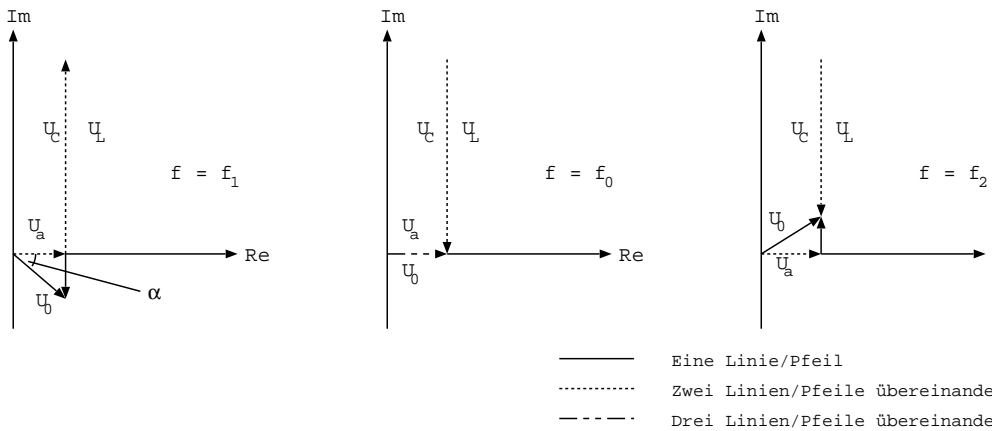 Im
U_C U_L
f = f_1
U_a
Re
U_0
α
Im
U_C U_L
f = f_0
U_a
Re
U_0
Im
U_C U_L
f = f_2
U_0
U_a
Eine Linie/Pfeil
Zwei Linien/Pfeile übereinande
Drei Linien/Pfeile übereinande